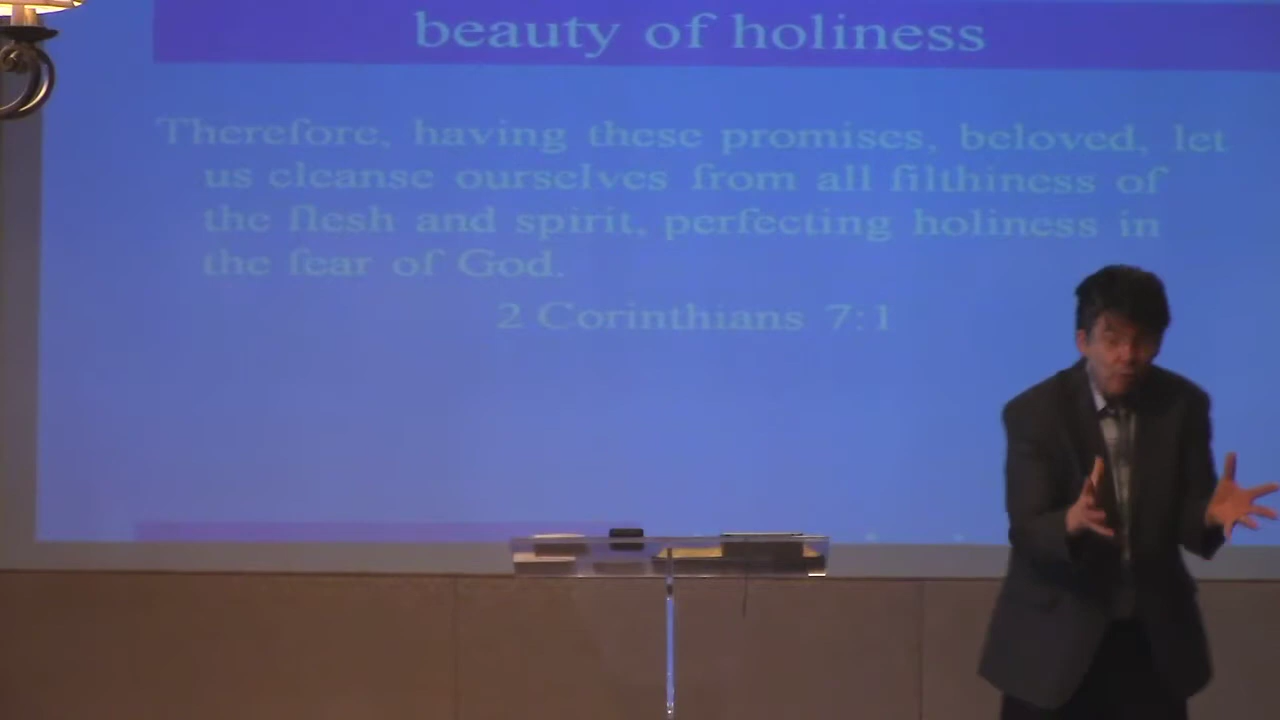 beauty of holiness
Therefore, having these promises, beloved, let
us cleanse ourselves from all filthiness of
the flesh and spirit, perfecting holiness in
the fear of God.
2 Corinthians 7:1